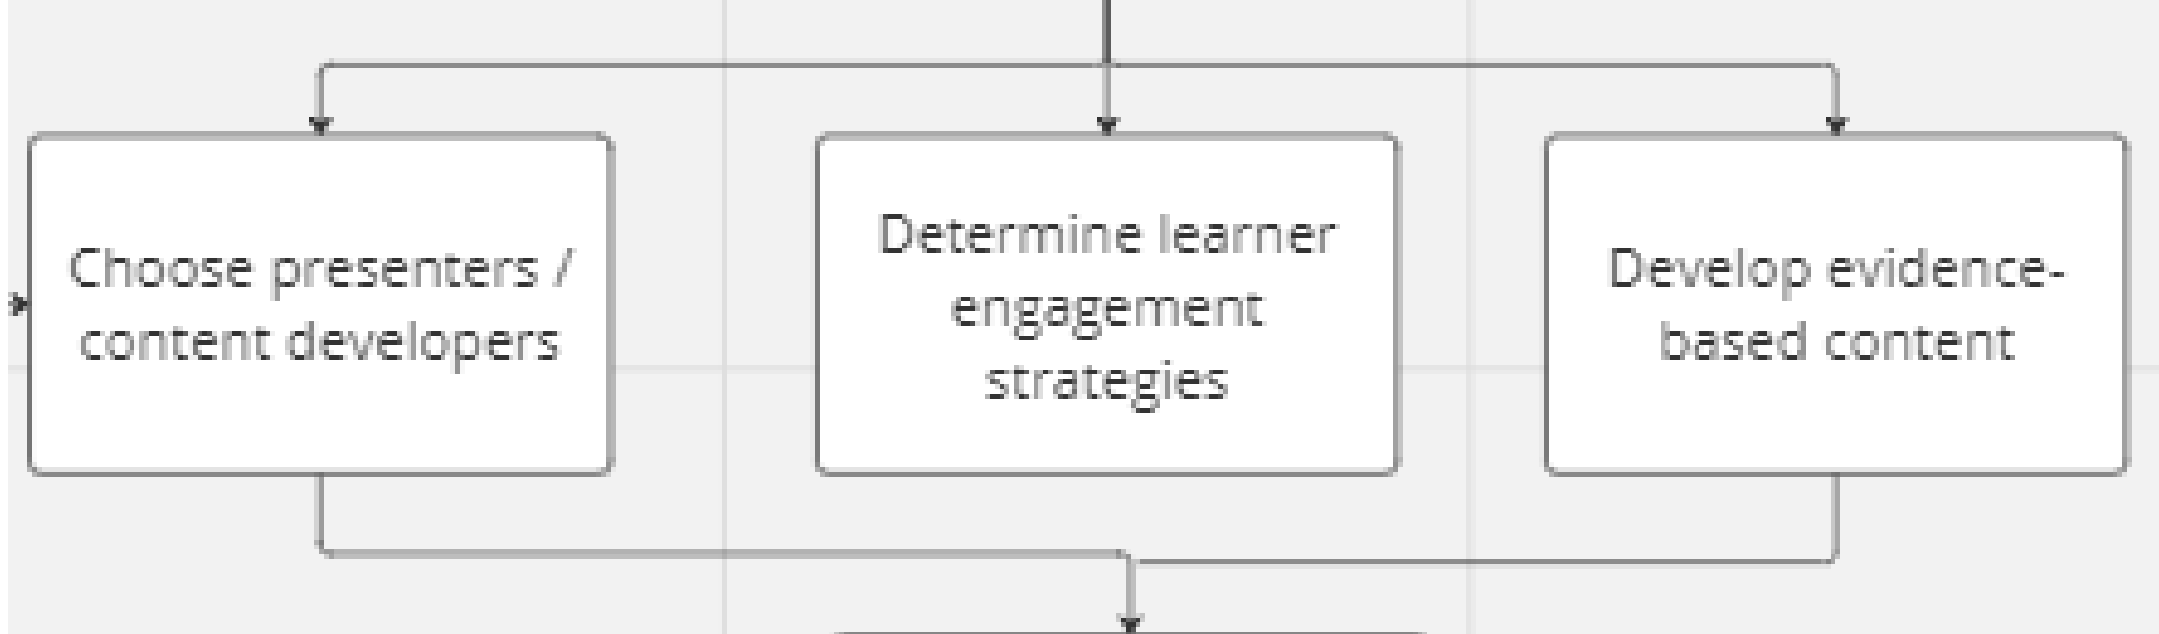 Choose presenters /
content developers
Determine learner
engagement
strategies
Develop evidence-
based content